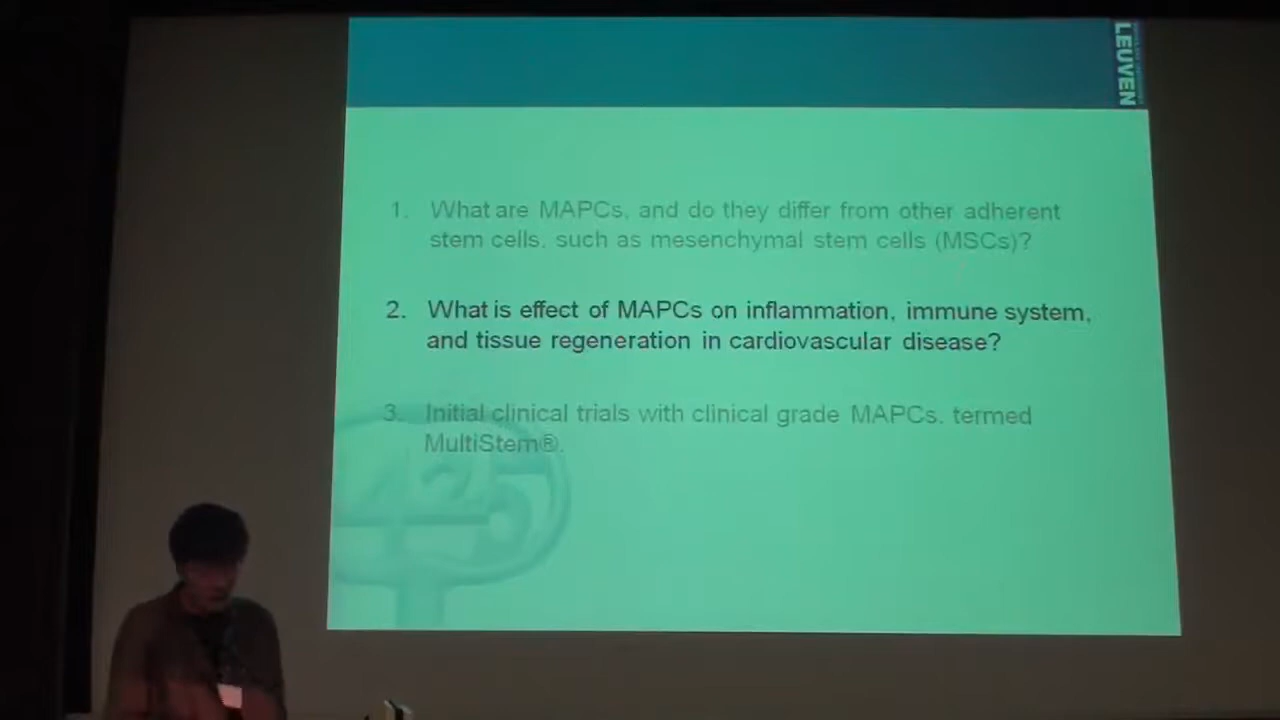 LEUVEN
1. What are MAPCs, and do they differ from other adherent
stem cells, such as mesenchymal stem cells (MSCs)?
2. What is effect of MAPCs on inflammation, immune system,
and tissue regeneration in cardiovascular disease?
3. Initial clinical trials with clinical grade MAPCs, termed
MultiStem®.